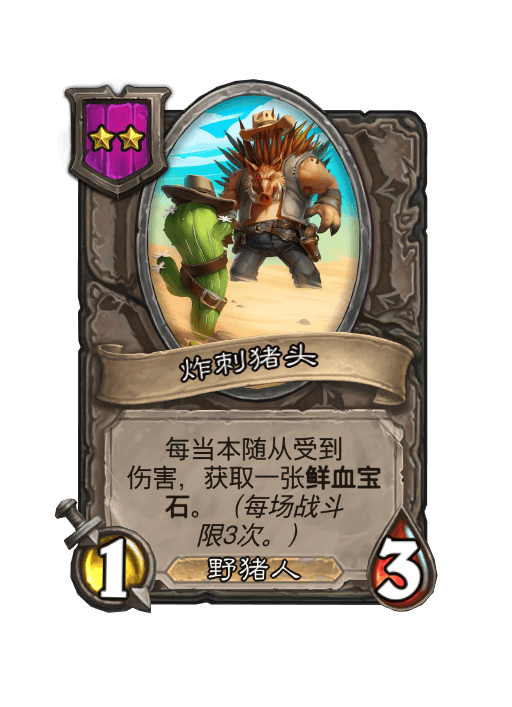 炸刺猪头
每当本随从受到
伤害，获取一张鲜血宝
石。（每场战斗
限3次。）
1
野猪人
3